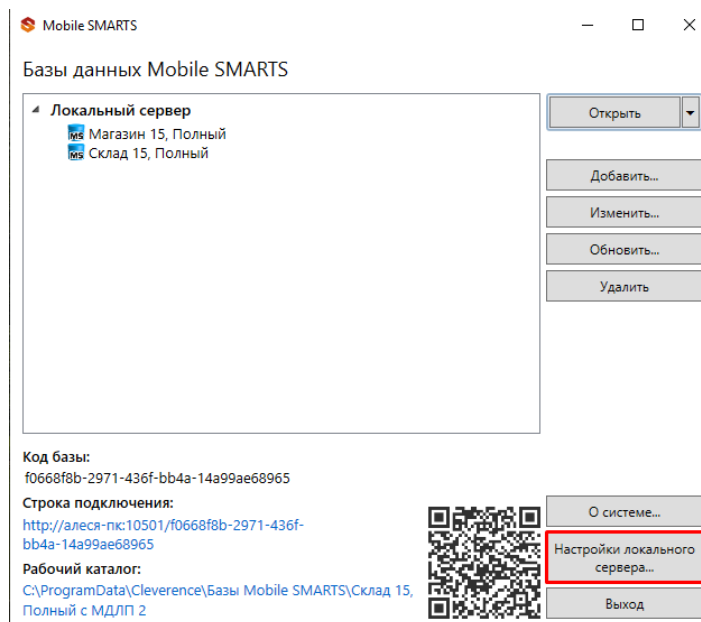 Mobile SMARTS
Базы данных Mobile SMARTS
Локальный сервер
Магазин 15, Полный
Склад 15, Полный
Открыть
Добавить...
Изменить...
Обновить...
Удалить
Код базы:
f0668f8b-2971-436f-bb4a-14a99ae68965
Строка подключения:
http://алеся-пк:10501/f0668f8b-2971-436f-
bb4a-14a99ae68965
Рабочий каталог:
C:\ProgramData\Cleverence\Базы Mobile SMARTS\Склад 15,
Полный с МДЛП 2
О системе...
Настройки локального
сервера...
Выход